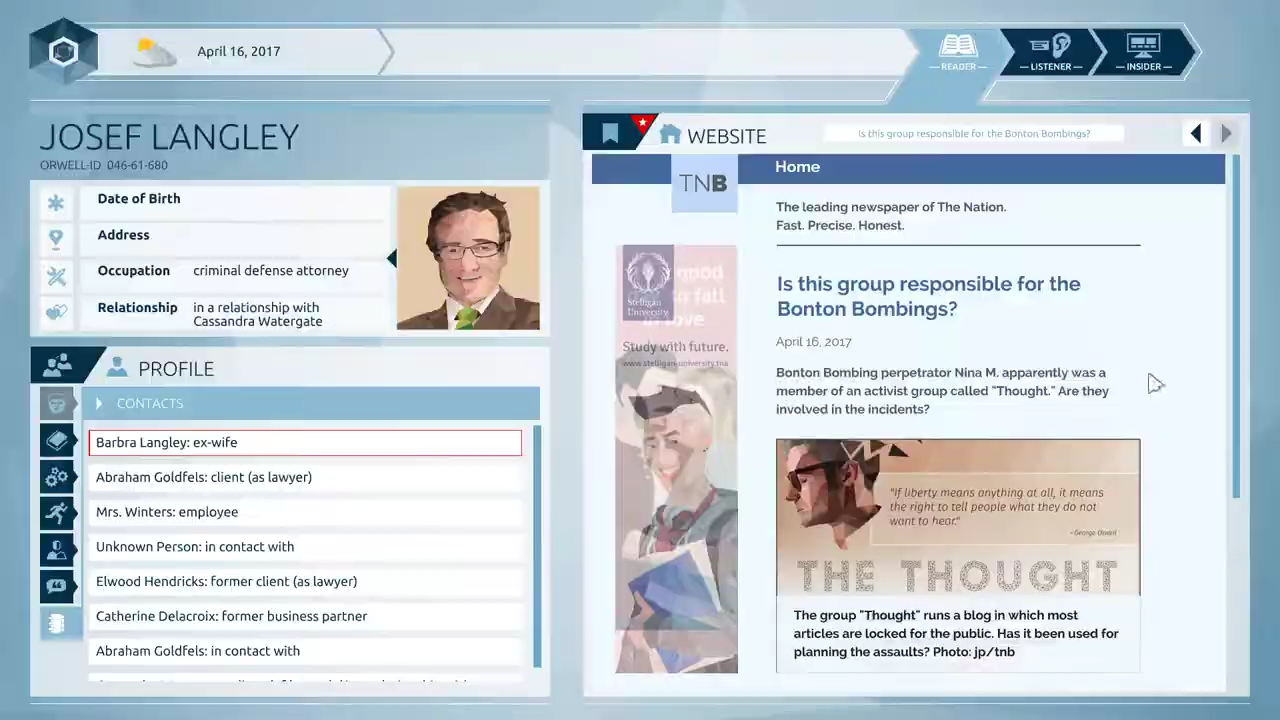 April 16, 2017
READER
LISTENER
INSIDER
JOSEF LANGLEY
ORWELL-ID 046-61-680
Date of Birth
Address
Occupation criminal defense attorney
Relationship in a relationship with
Cassandra Watergate
PROFILE
CONTACTS
Barbra Langley: ex-wife
Abraham Goldfels: client (as lawyer)
Mrs. Winters: employee
Unknown Person: in contact with
Elwood Hendricks: former client (as lawyer)
Catherine Delacroix: former business partner
Abraham Goldfels: in contact with
WEBSITE
Is this group responsible for the Bonton Bombings?
TNB
Home
The leading newspaper of The Nation.
Fast. Precise. Honest.
Stelligan
University
good
to fall
in love
Study with future.
www.stelligan-university.tna
Is this group responsible for the
Bonton Bombings?
April 16, 2017
Bonton Bombing perpetrator Nina M. apparently was a
member of an activist group called "Thought." Are they
involved in the incidents?
"If liberty means anything at all, it means
the right to tell people what they do not
want to hear."
~George Orwell
THE THOUGHT
The group "Thought" runs a blog in which most
articles are locked for the public. Has it been used for
planning the assaults? Photo: jp/tnb